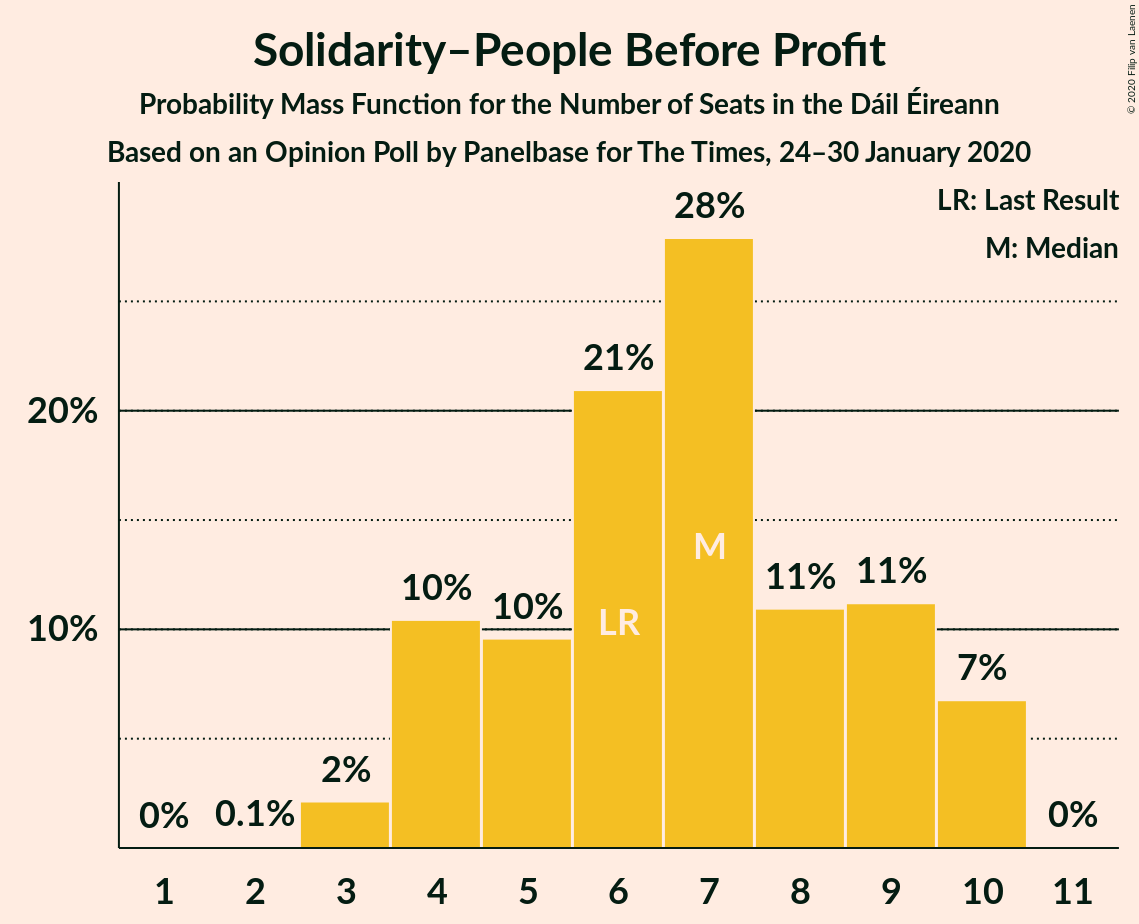 Solidarity–People Before Profit
Probability Mass Function for the Number of Seats in the Dáil Éireann
Based on an Opinion Poll by Panelbase for The Times, 24–30 January 2020
© 2020 Filip van Laenen
LR: Last Result
M: Median
28%
21%
20%
M
11%
11%
10%
10%
LR
10%
7%
2%
0%
0.1%
0%
1 2 3 4 5 6 7 8 9 10 11